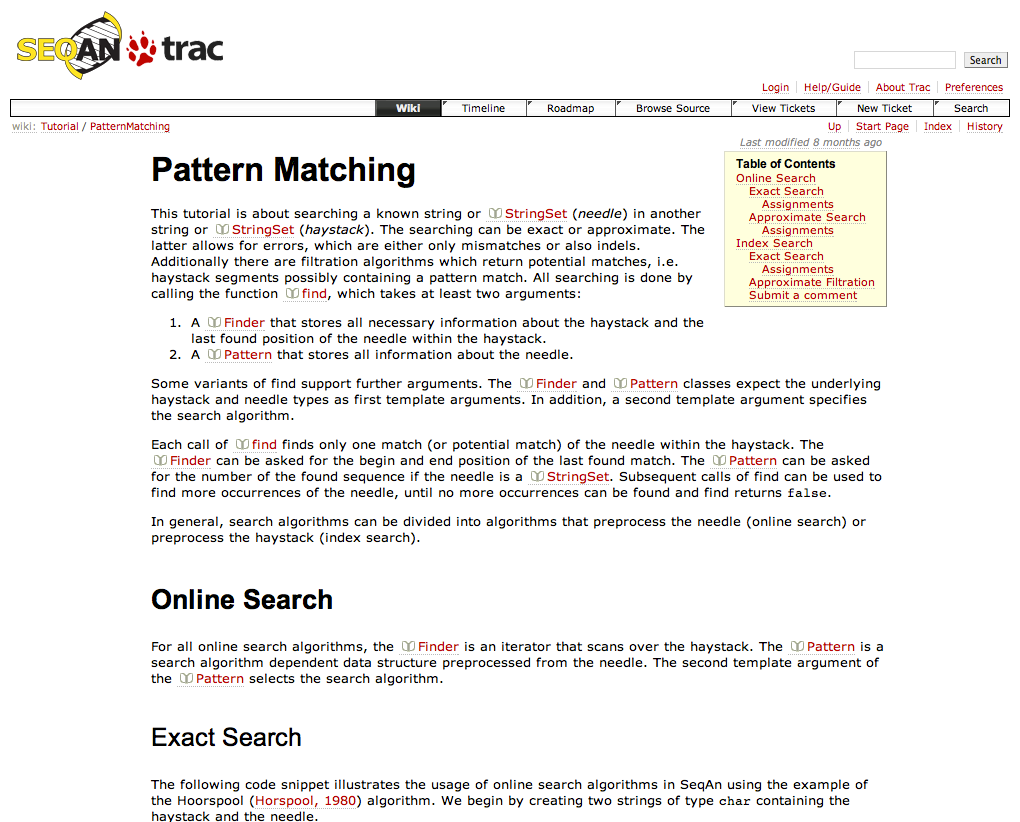 SEQAN trac
Search
Login Help/Guide About Trac Preferences
Wiki Timeline Roadmap Browse Source View Tickets New Ticket Search
wiki: Tutorial / PatternMatching Up Start Page Index History
Last modified 8 months ago
Pattern Matching
Table of Contents
Online Search
Exact Search
Assignments
Approximate Search
Assignments
Index Search
Exact Search
Assignments
Approximate Filtration
Submit a comment
This tutorial is about searching a known string or StringSet (needle) in another
string or StringSet (haystack). The searching can be exact or approximate. The
latter allows for errors, which are either only mismatches or also indels.
Additionally there are filtration algorithms which return potential matches, i.e.
haystack segments possibly containing a pattern match. All searching is done by
calling the function find, which takes at least two arguments:
1. A Finder that stores all necessary information about the haystack and the
last found position of the needle within the haystack.
2. A Pattern that stores all information about the needle.
Some variants of find support further arguments. The Finder and Pattern classes expect the underlying
haystack and needle types as first template arguments. In addition, a second template argument specifies
the search algorithm.
Each call of find finds only one match (or potential match) of the needle within the haystack. The
Finder can be asked for the begin and end position of the last found match. The Pattern can be asked
for the number of the found sequence if the needle is a StringSet. Subsequent calls of find can be used to
find more occurrences of the needle, until no more occurrences can be found and find returns false.
In general, search algorithms can be divided into algorithms that preprocess the needle (online search) or
preprocess the haystack (index search).
Online Search
For all online search algorithms, the Finder is an iterator that scans over the haystack. The Pattern is a
search algorithm dependent data structure preprocessed from the needle. The second template argument of
the Pattern selects the search algorithm.
Exact Search
The following code snippet illustrates the usage of online search algorithms in SeqAn using the example of
the Hoorspool (Horspool, 1980) algorithm. We begin by creating two strings of type char containing the
haystack and the needle.